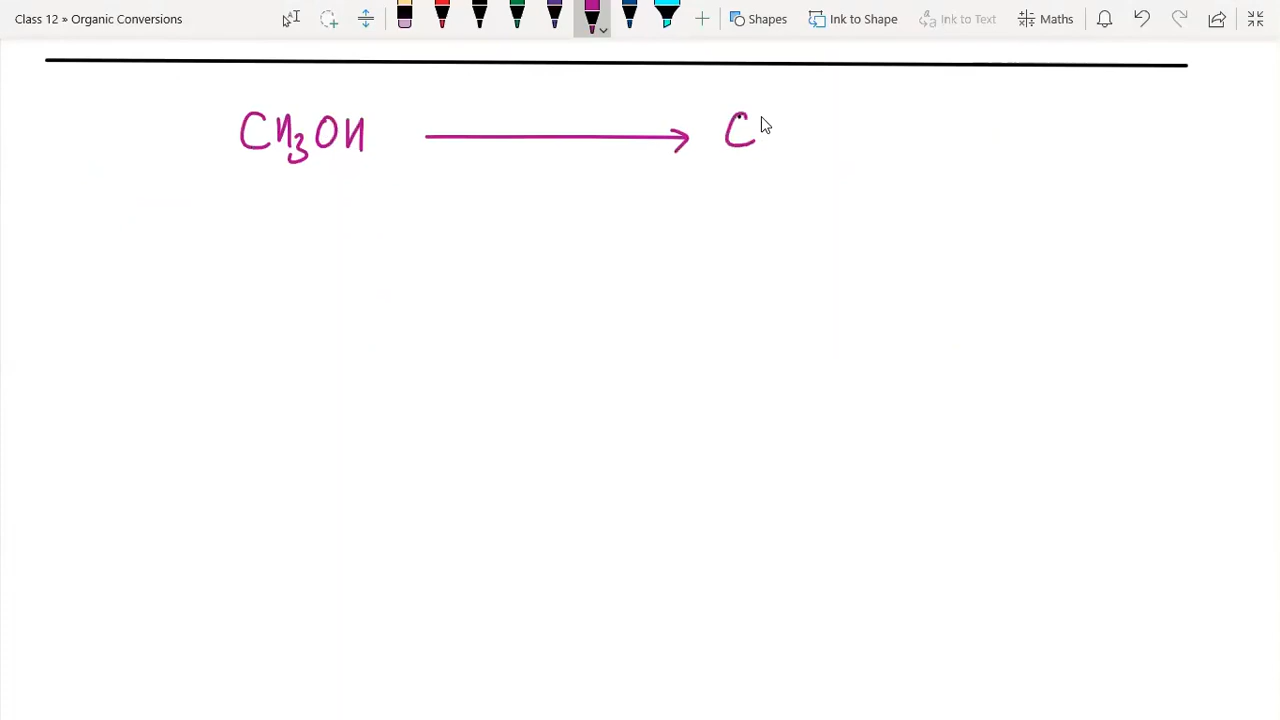 Class 12 » Organic Conversions Shapes Ink to Shape Ink to Text Maths
CH3OH → C